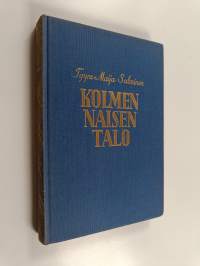 Tyyne-Maija Salminen
KOLMEN
NAISEN
TALO